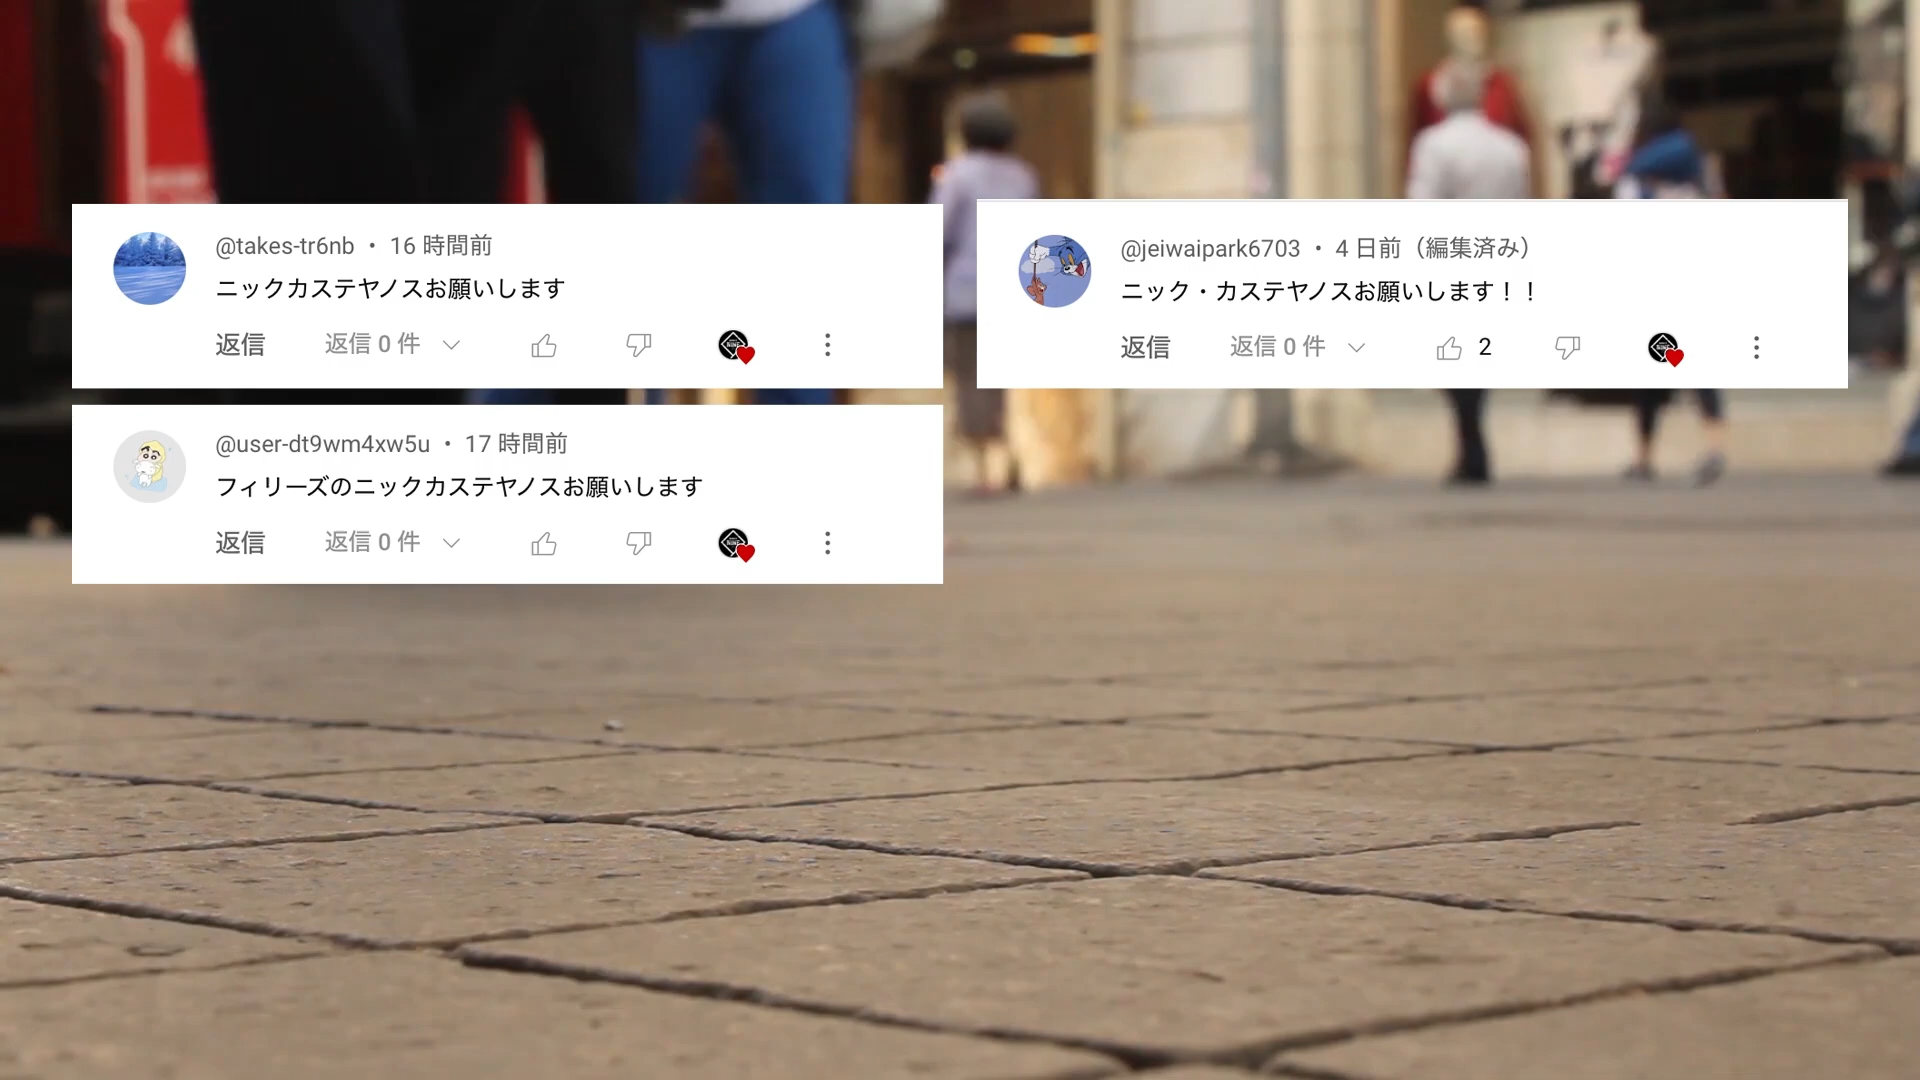 @takes-tr6nb ・ 16 時間前
ニックカステヤノスお願いします
返信 返信 0 件
@user-dt9wm4xw5u ・ 17 時間前
フィリーズのニックカステヤノスお願いします
返信 返信 0 件
@jeiwaipark6703 ・ 4 日前（編集済み）
ニック・カステヤノスお願いします！！
返信 返信 0 件 2